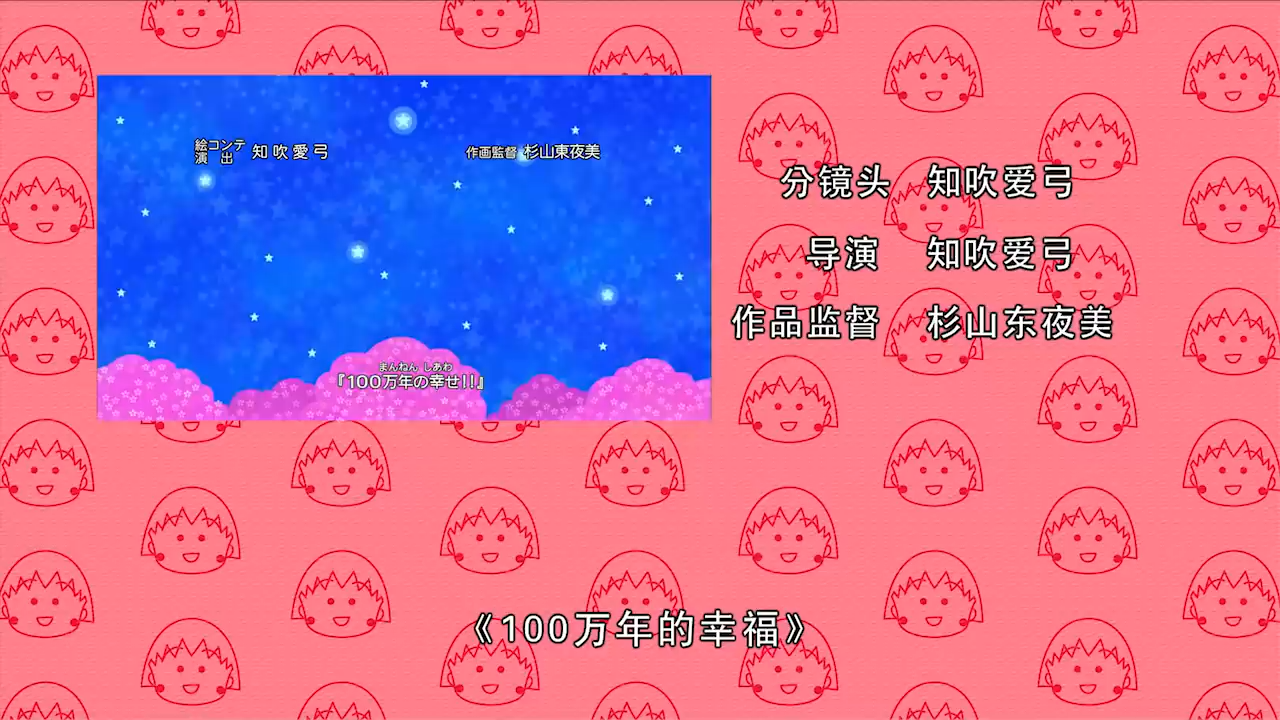 絵コンテ
演出 知吹愛弓
作画監督 杉山東夜美
まんねん しあわ
『100万年の幸せ!!』
分镜头 知吹爱弓
导演 知吹爱弓
作品监督 杉山东夜美
《100万年的幸福》